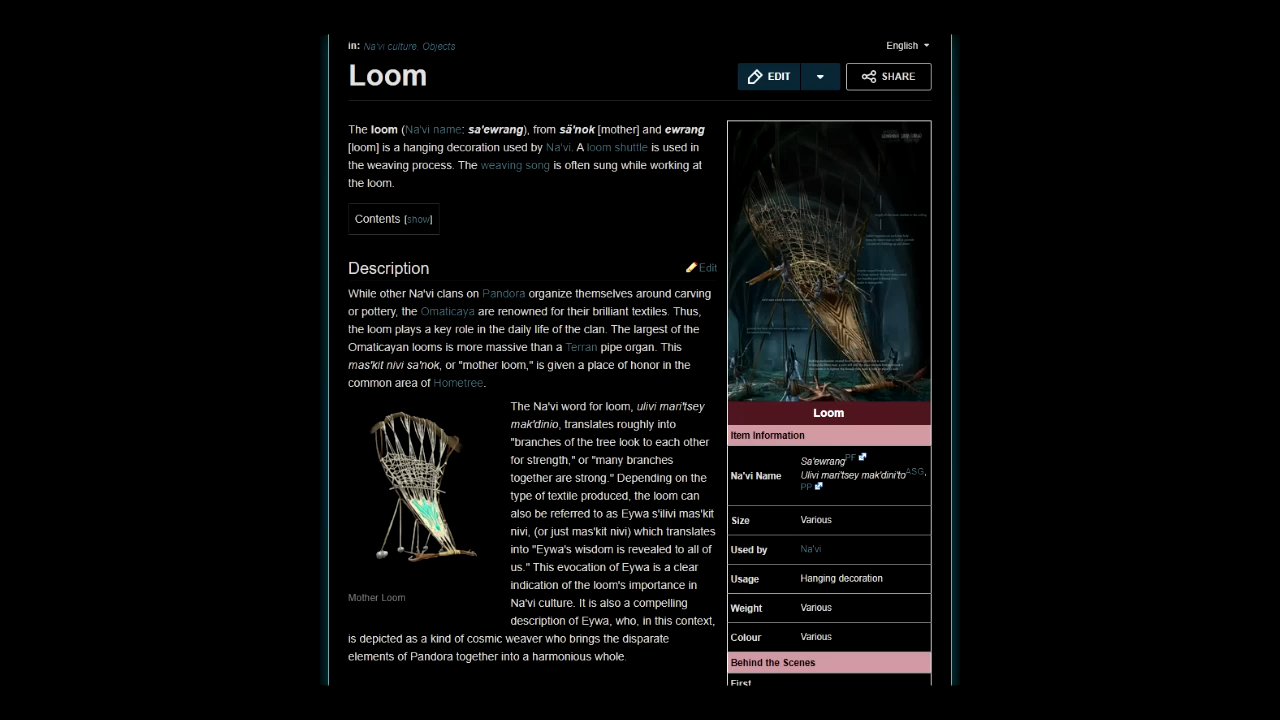 in: Na'vi culture, Objects
English
Loom
EDIT
SHARE
The loom (Na'vi name: sa'ewrang), from sä'nok [mother] and ewrang
[loom] is a hanging decoration used by Na'vi. A loom shuttle is used in
the weaving process. The weaving song is often sung while working at
the loom.
Contents [show]
Description
Edit
While other Na'vi clans on Pandora organize themselves around carving
or pottery, the Omaticaya are renowned for their brilliant textiles. Thus,
the loom plays a key role in the daily life of the clan. The largest of the
Omaticayan looms is more massive than a Terran pipe organ. This
mas'kit nivi sa'nok, or "mother loom," is given a place of honor in the
common area of Hometree.
The Na'vi word for loom, ulivi mari'tsey
mak'dinio, translates roughly into
"branches of the tree look to each other
for strength," or "many branches
together are strong." Depending on the
type of textile produced, the loom can
also be referred to as Eywa s'ilivi mas'kit
nivi, (or just mas'kit nivi) which translates
into "Eywa's wisdom is revealed to all of
us." This evocation of Eywa is a clear
indication of the loom's importance in
Na'vi culture. It is also a compelling
description of Eywa, who, in this context,
is depicted as a kind of cosmic weaver who brings the disparate
elements of Pandora together into a harmonious whole.
Mother Loom
Loom
Item Information
Na'vi Name
Sa'ewrang PF
Ulivi mari'tsey mak'dini'to ASG,
PP
Size Various
Used by Na'vi
Usage Hanging decoration
Weight Various
Colour Various
Behind the Scenes
First